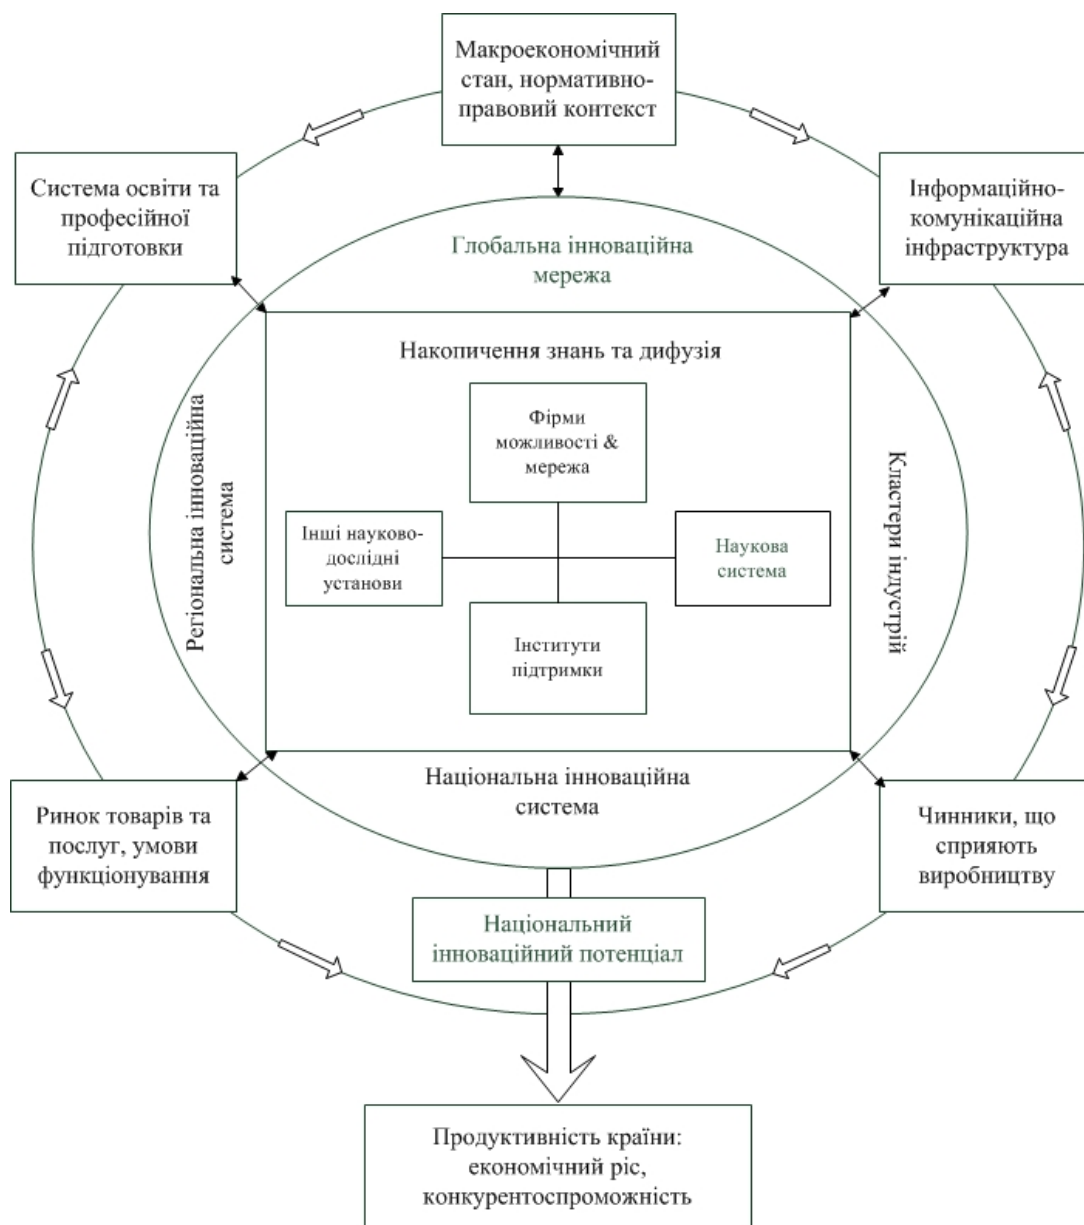 Макроекономічний
стан, нормативно-
правовий контекст
Система освіти та
професійної
підготовки
Інформаційно-
комунікаційна
інфраструктура
Глобальна інноваційна
мережа
Накопичення знань та дифузія
Фірми
можливості &
мережа
Регіональна інноваційна
система
Інші науково-
дослідні
установи
Наукова
система
Кластери індустрій
Інститути
підтримки
Національна інноваційна
система
Ринок товарів та
послуг, умови
функціонування
Чинники, що
сприяють
виробництву
Національний
інноваційний потенціал
Продуктивність країни:
економічний ріс,
конкурентоспроможність